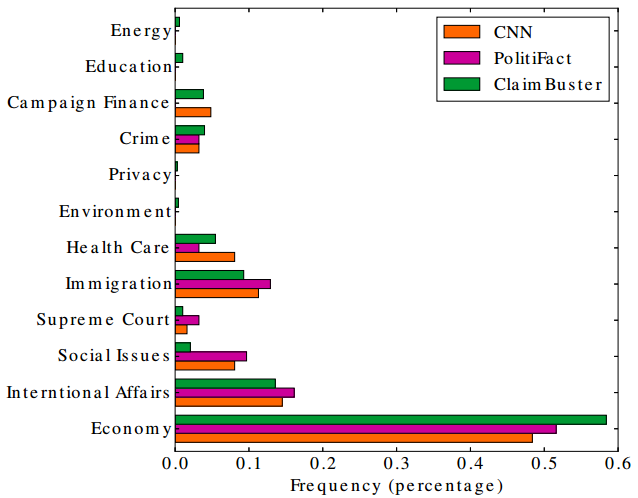 Energy
Education
Campaign Finance
Crime
Privacy
Environment
Health Care
Immigration
Supreme Court
Social Issues
Interntional Affairs
Economy
CNN
PolitiFact
ClaimBuster
0.0 0.1 0.2 0.3 0.4 0.5 0.6
Frequency (percentage)